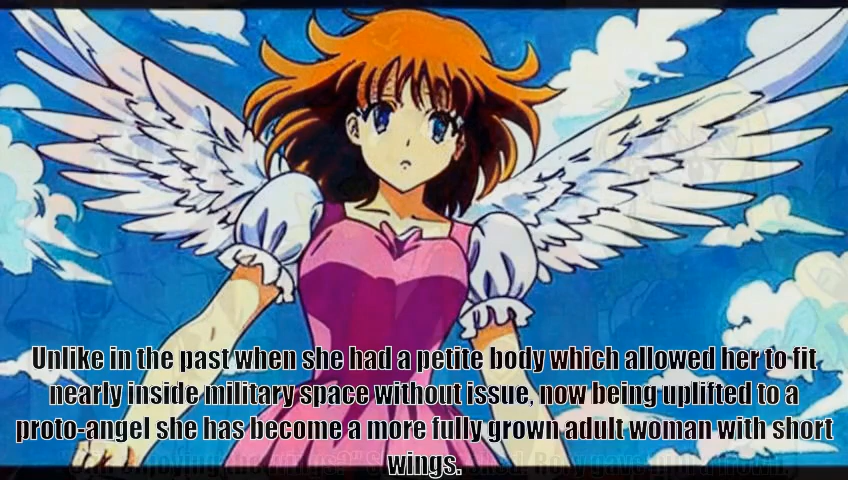 Unlike in the past when she had a petite body which allowed her to fit
nearly inside military space without issue, now being uplifted to a
proto-angel she has become a more fully grown adult woman with short
wings.